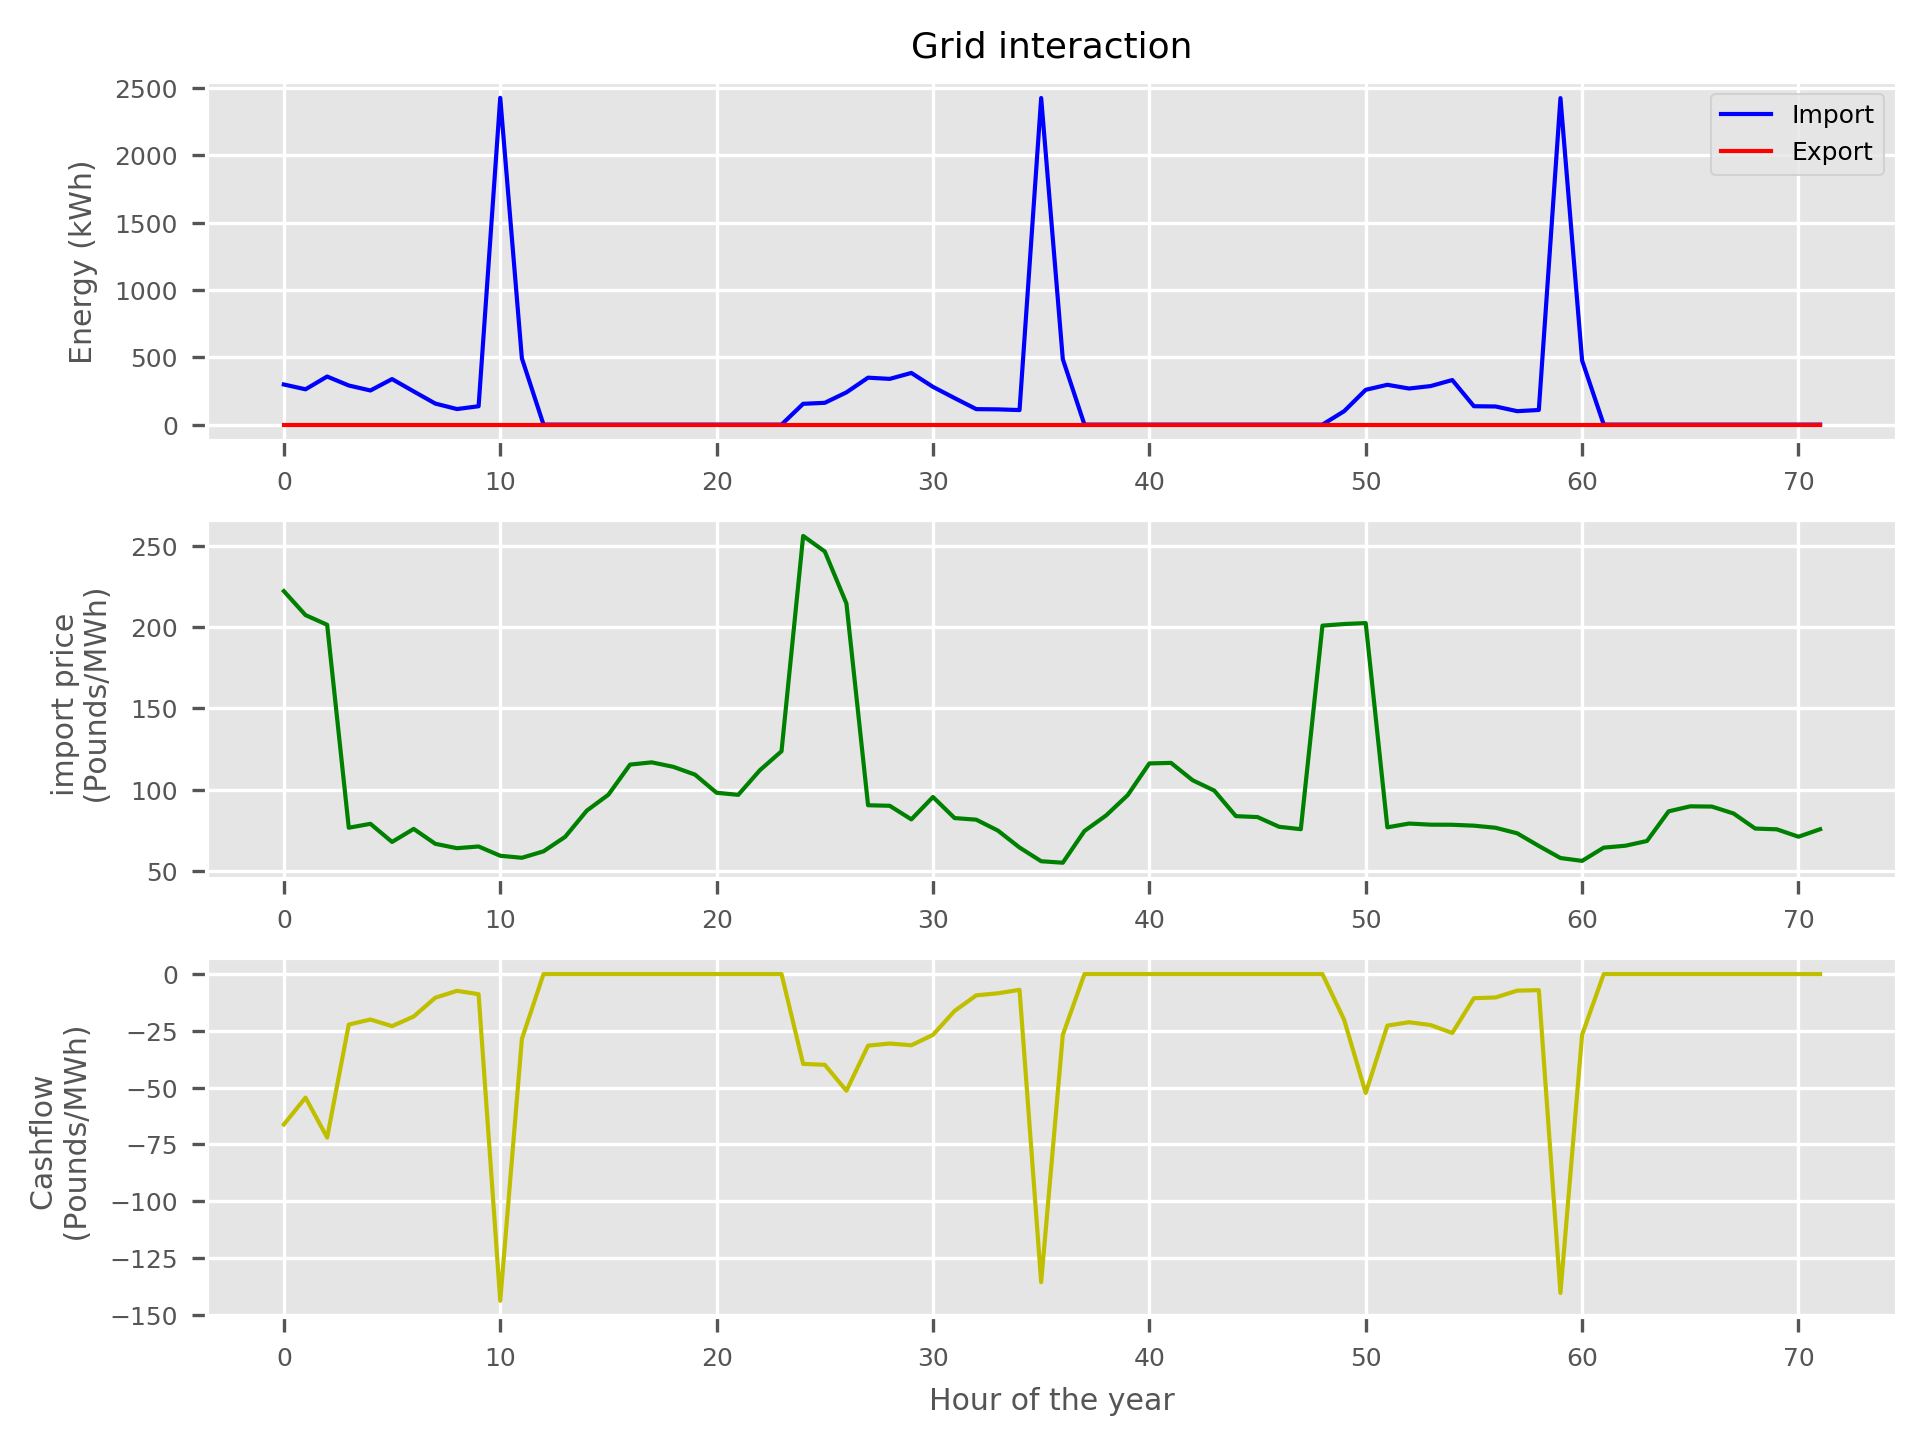 Grid interaction
Energy (kWh)
2500
2000
1500
1000
500
0
Import
Export
0 10 20 30 40 50 60 70
import price
(Pounds/MWh)
250
200
150
100
50
0 10 20 30 40 50 60 70
Cashflow
(Pounds/MWh)
0
−25
−50
−75
−100
−125
−150
0 10 20 30 40 50 60 70
Hour of the year